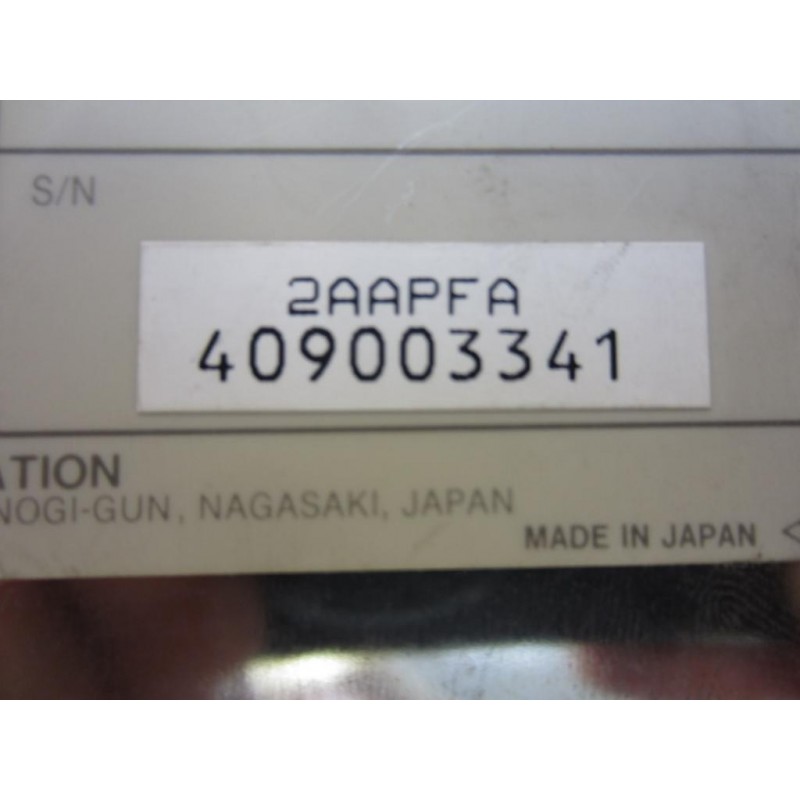 S/N
2AAPFA
409003341
ATION
NOGI-GUN, NAGASAKI, JAPAN
MADE IN JAPAN <